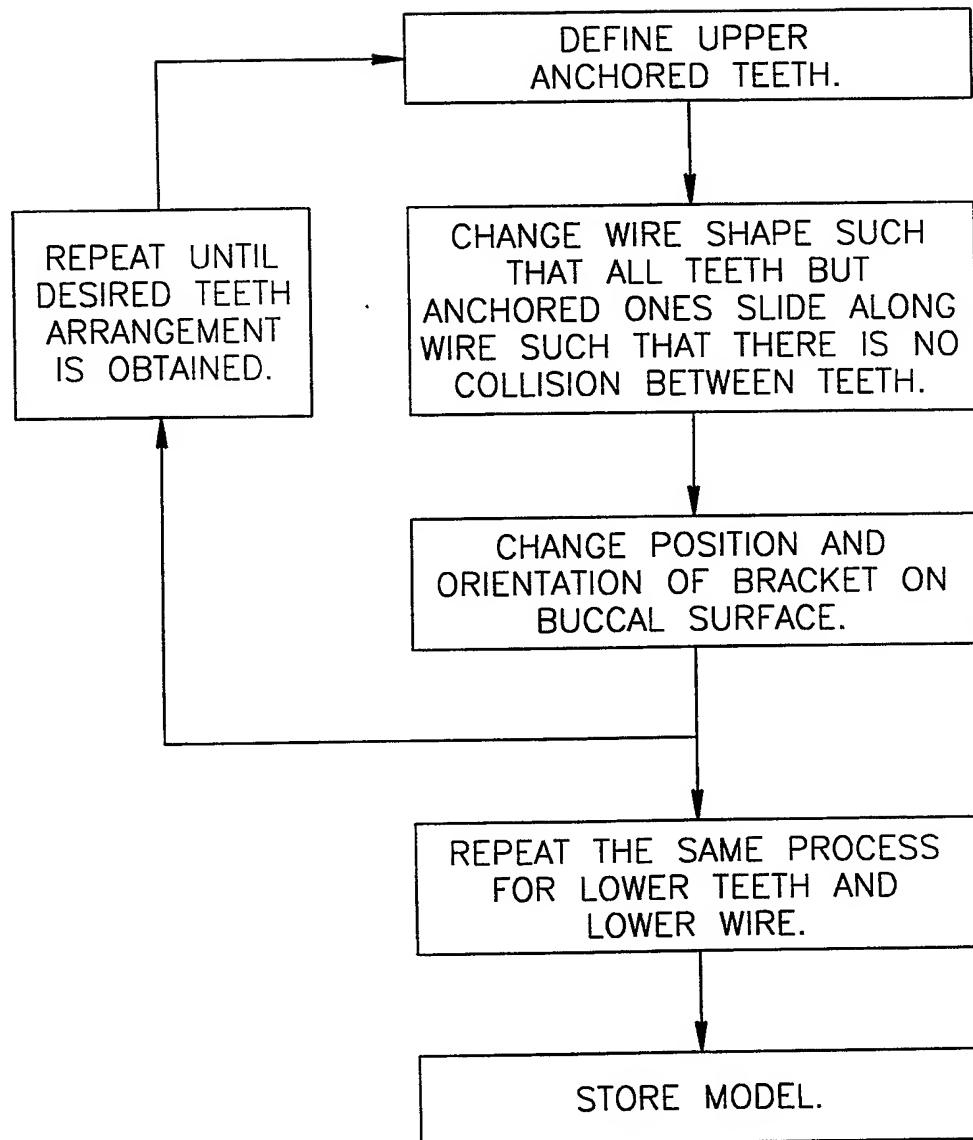 DEFINE UPPER
ANCHORED TEETH.
CHANGE WIRE SHAPE SUCH
THAT ALL TEETH BUT
ANCHORED ONES SLIDE ALONG
WIRE SUCH THAT THERE IS NO
COLLISION BETWEEN TEETH.
REPEAT UNTIL
DESIRED TEETH
ARRANGEMENT
IS OBTAINED.
CHANGE POSITION AND
ORIENTATION OF BRACKET ON
BUCCAL SURFACE.
REPEAT THE SAME PROCESS
FOR LOWER TEETH AND
LOWER WIRE.
STORE MODEL.